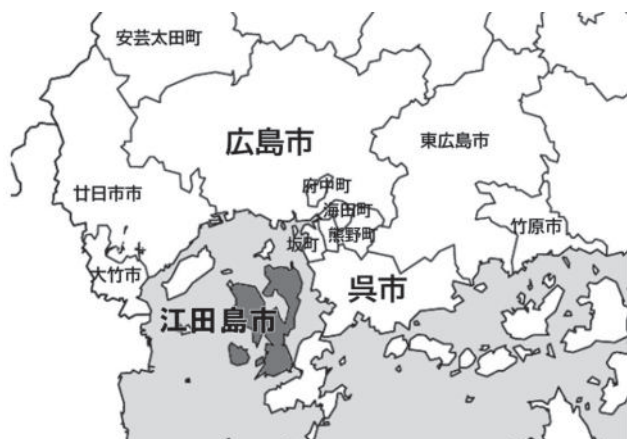 安芸太田町
広島市
東広島市
府中町
廿日市市
海田町
竹原市
坂町
熊野町
大竹市
呉市
江田島市